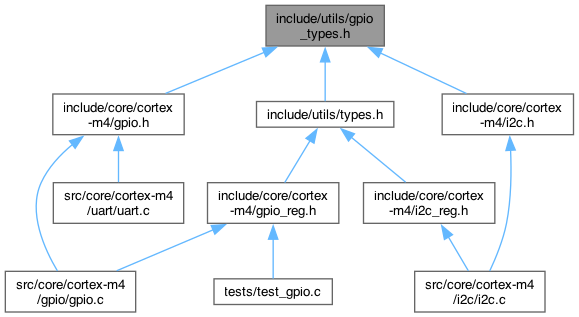 include/utils/gpio
_types.h
include/core/cortex
-m4/gpio.h
include/utils/types.h
include/core/cortex
-m4/i2c.h
src/core/cortex-m4
/uart/uart.c
include/core/cortex
-m4/gpio_reg.h
include/core/cortex
-m4/i2c_reg.h
src/core/cortex-m4
/gpio/gpio.c
tests/test_gpio.c
src/core/cortex-m4
/i2c/i2c.c